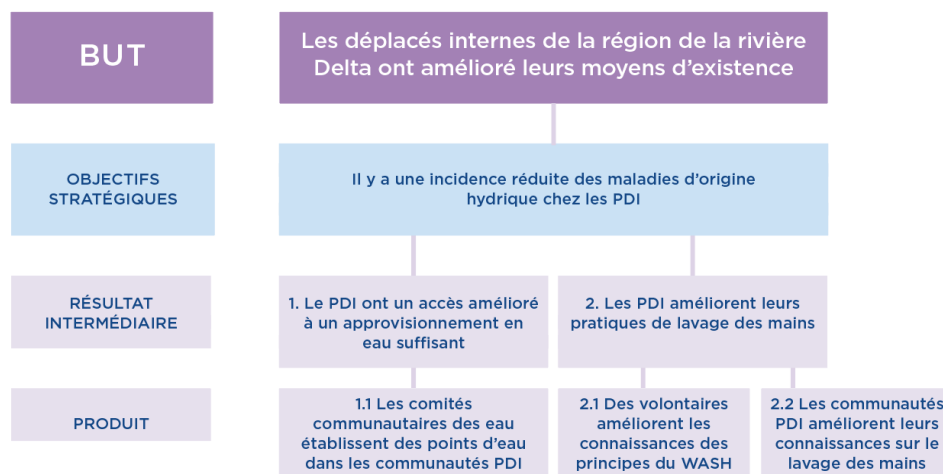 BUT
Les déplacés internes de la région de la rivière
Delta ont amélioré leurs moyens d'existence
OBJECTIFS
STRATÉGIQUES
Il y a une incidence réduite des maladies d'origine
hydrique chez les PDI
RÉSULTAT
INTERMÉDIAIRE
1. Le PDI ont un accès amélioré
à un approvisionnement en
eau suffisant
2. Les PDI améliorent leurs
pratiques de lavage des mains
PRODUIT
1.1 Les comités
communautaires des eau
établissent des points d'eau
dans les communautés PDI
2.1 Des volontaires
améliorent les
connaissances des
principes du WASH
2.2 Les communautés
PDI améliorent leurs
connaissances sur le
lavage des mains